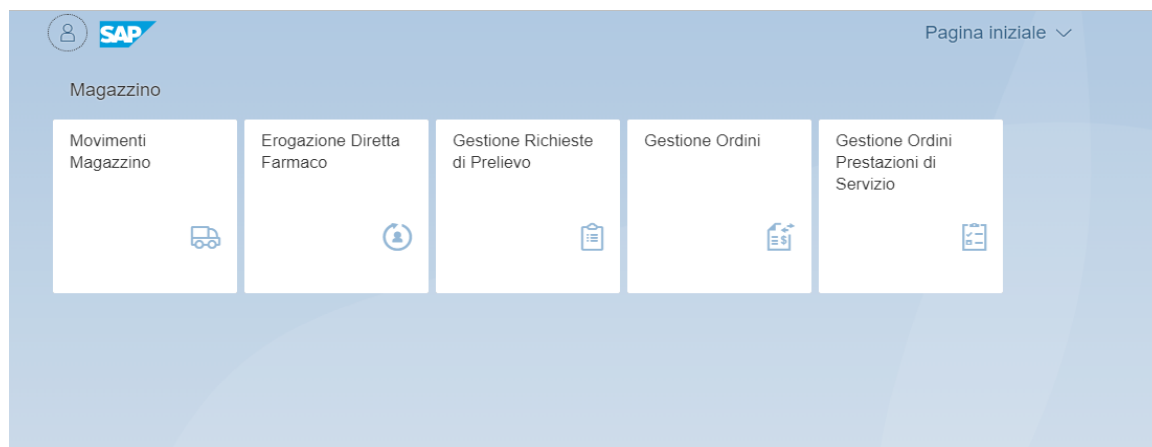 SAP
Pagina iniziale
Magazzino
Movimenti
Magazzino
Erogazione Diretta
Farmaco
Gestione Richieste
di Prelievo
Gestione Ordini
Gestione Ordini
Prestazioni di
Servizio